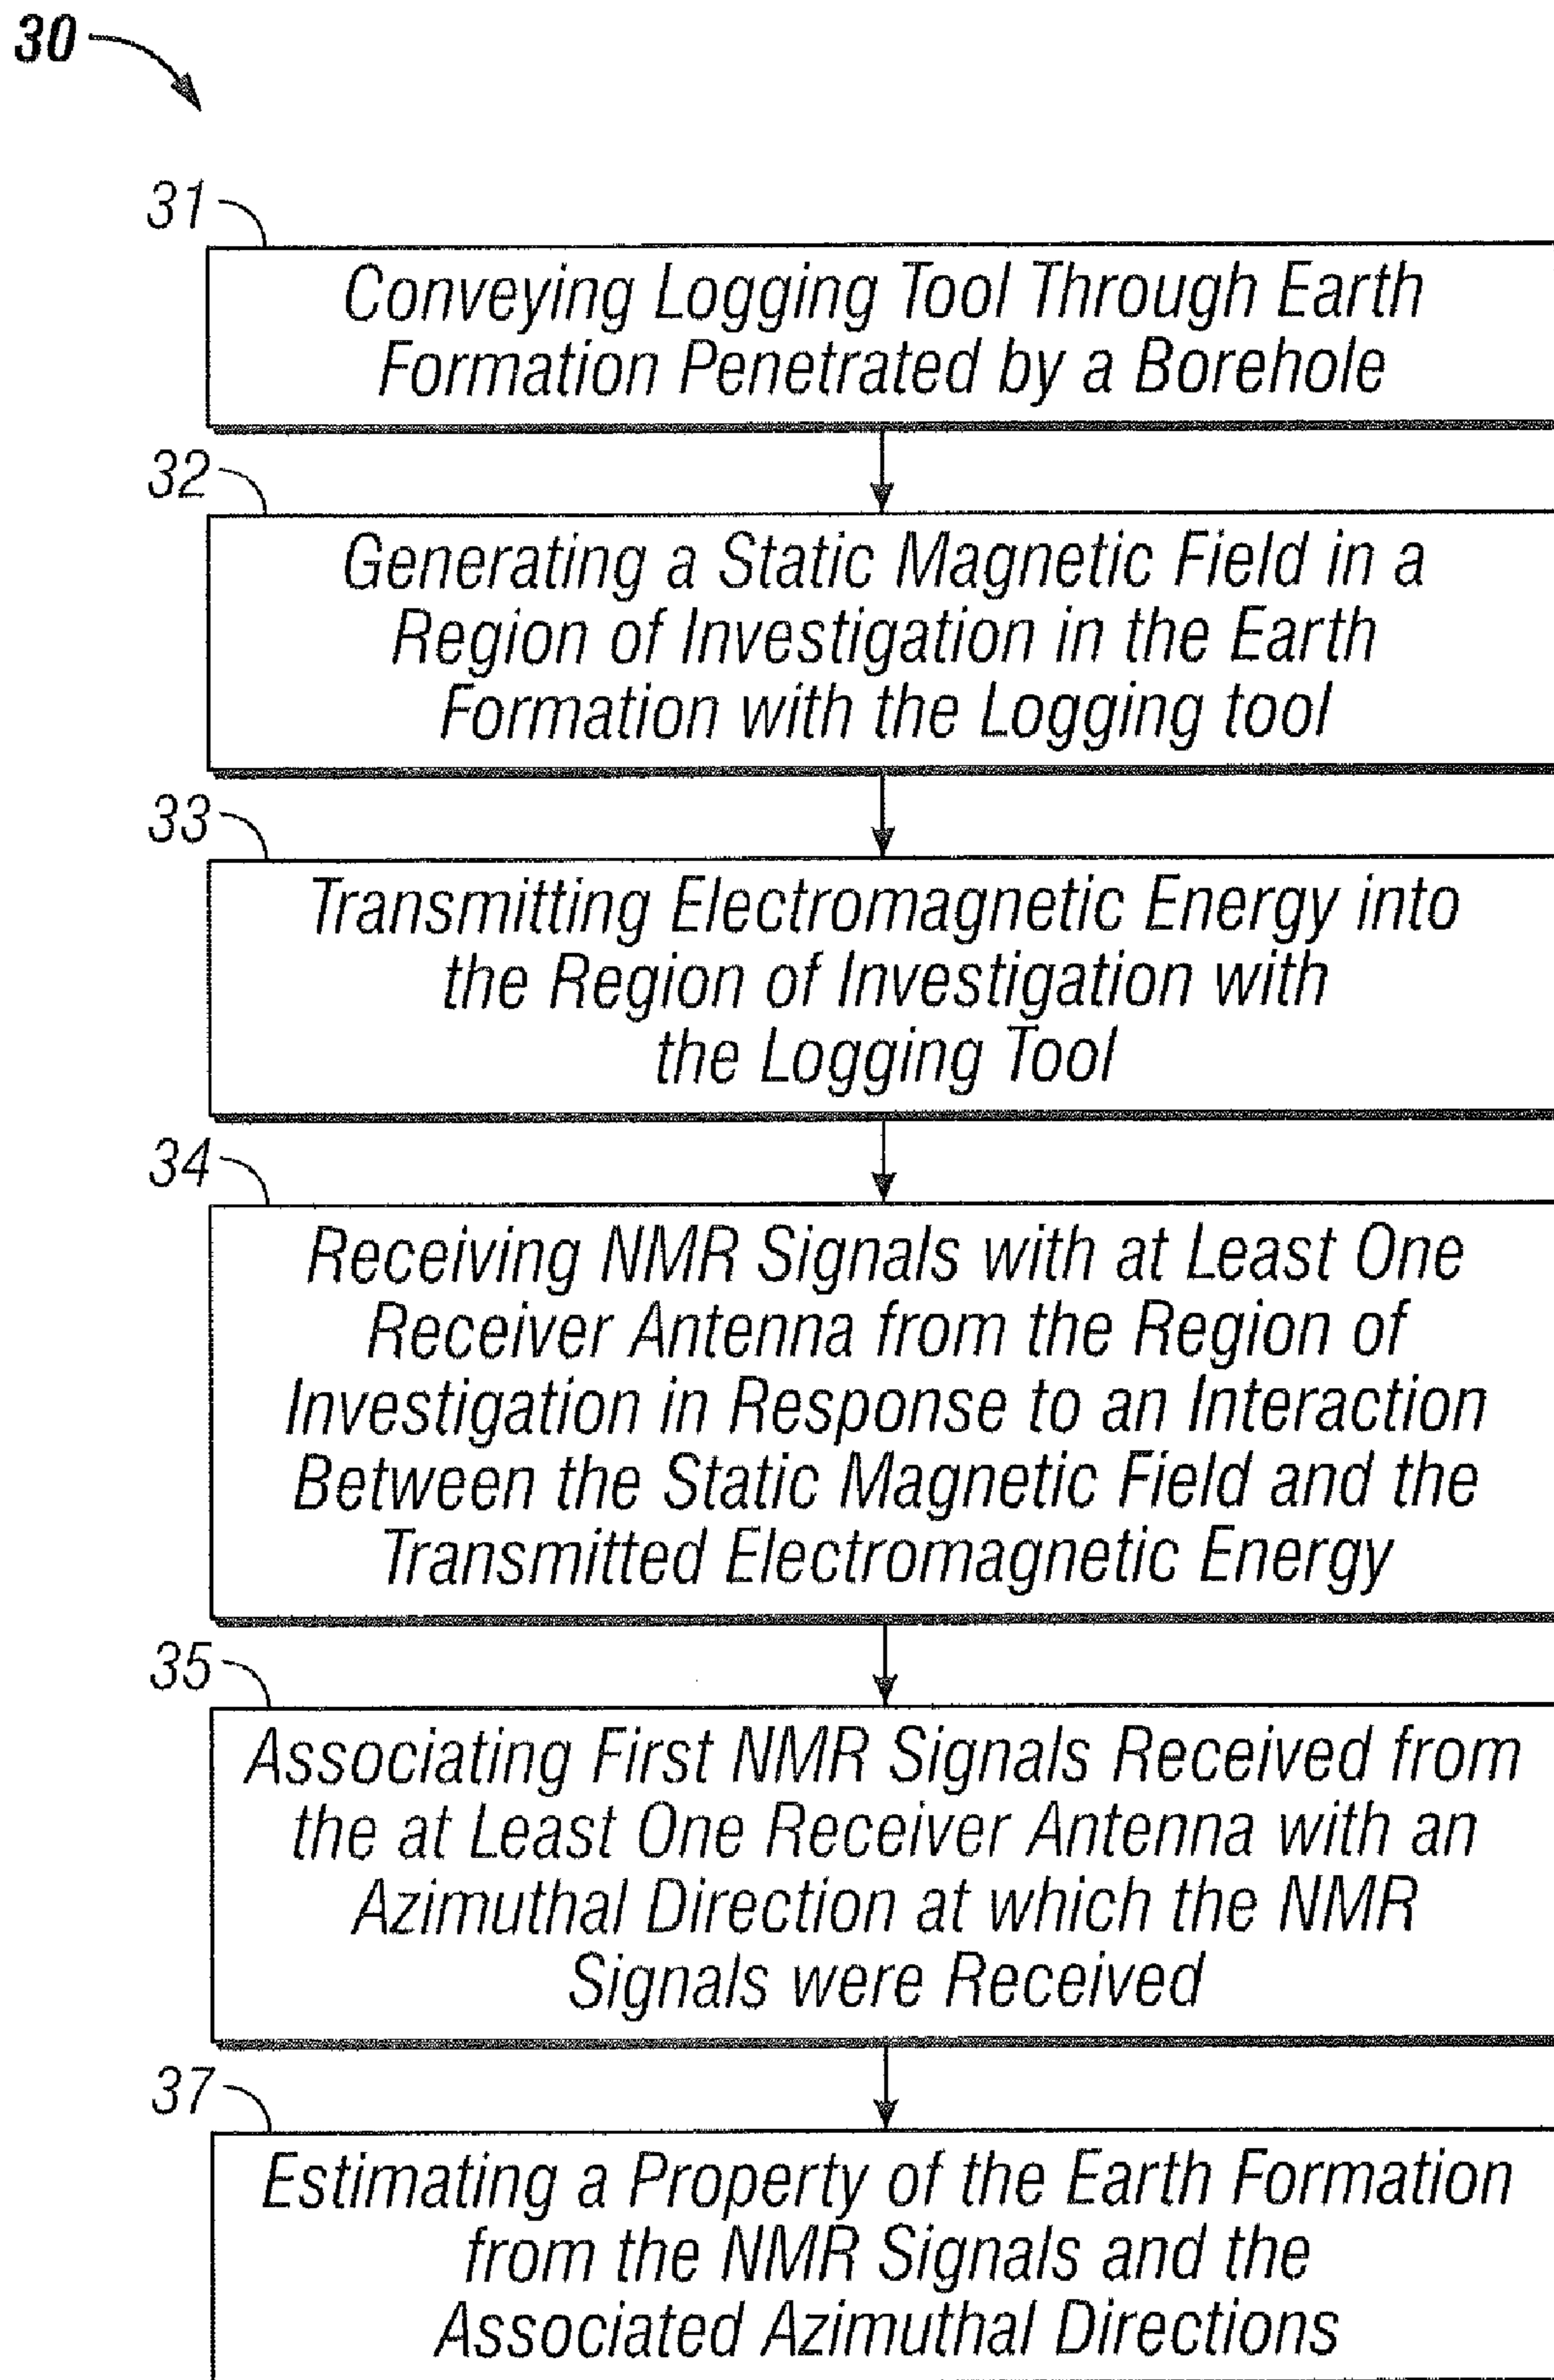 30
31
Conveying Logging Tool Through Earth
Formation Penetrated by a Borehole
32
Generating a Static Magnetic Field in a
Region of Investigation in the Earth
Formation with the Logging tool
33
Transmitting Electromagnetic Energy into
the Region of Investigation with
the Logging Tool
34
Receiving NMR Signals with at Least One
Receiver Antenna from the Region of
Investigation in Response to an Interaction
Between the Static Magnetic Field and the
Transmitted Electromagnetic Energy
35
Associating First NMR Signals Received from
the at Least One Receiver Antenna with an
Azimuthal Direction at which the NMR
Signals were Received
37
Estimating a Property of the Earth Formation
from the NMR Signals and the
Associated Azimuthal Directions